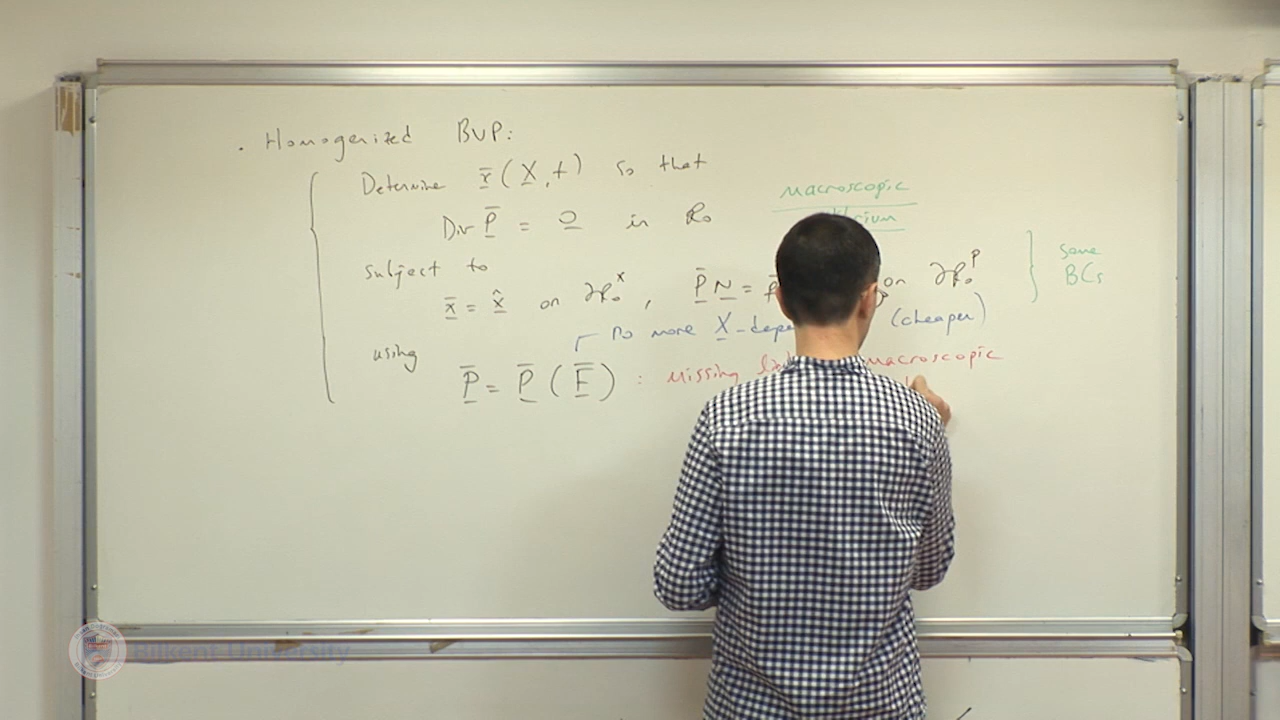 . Homogenized BVP:
Determine x̄(X,t) so that
macroscopic
Div P̄ = 0 in R₀
subject to
x̄ = x̂ on ∂R₀ˣ, P̄ N = on ∂R₀ᴾ
some
BCs
no more X-depe (cheaper)
using
P̄ = P̄ (F̄) : missing macroscopic
Bilkent University